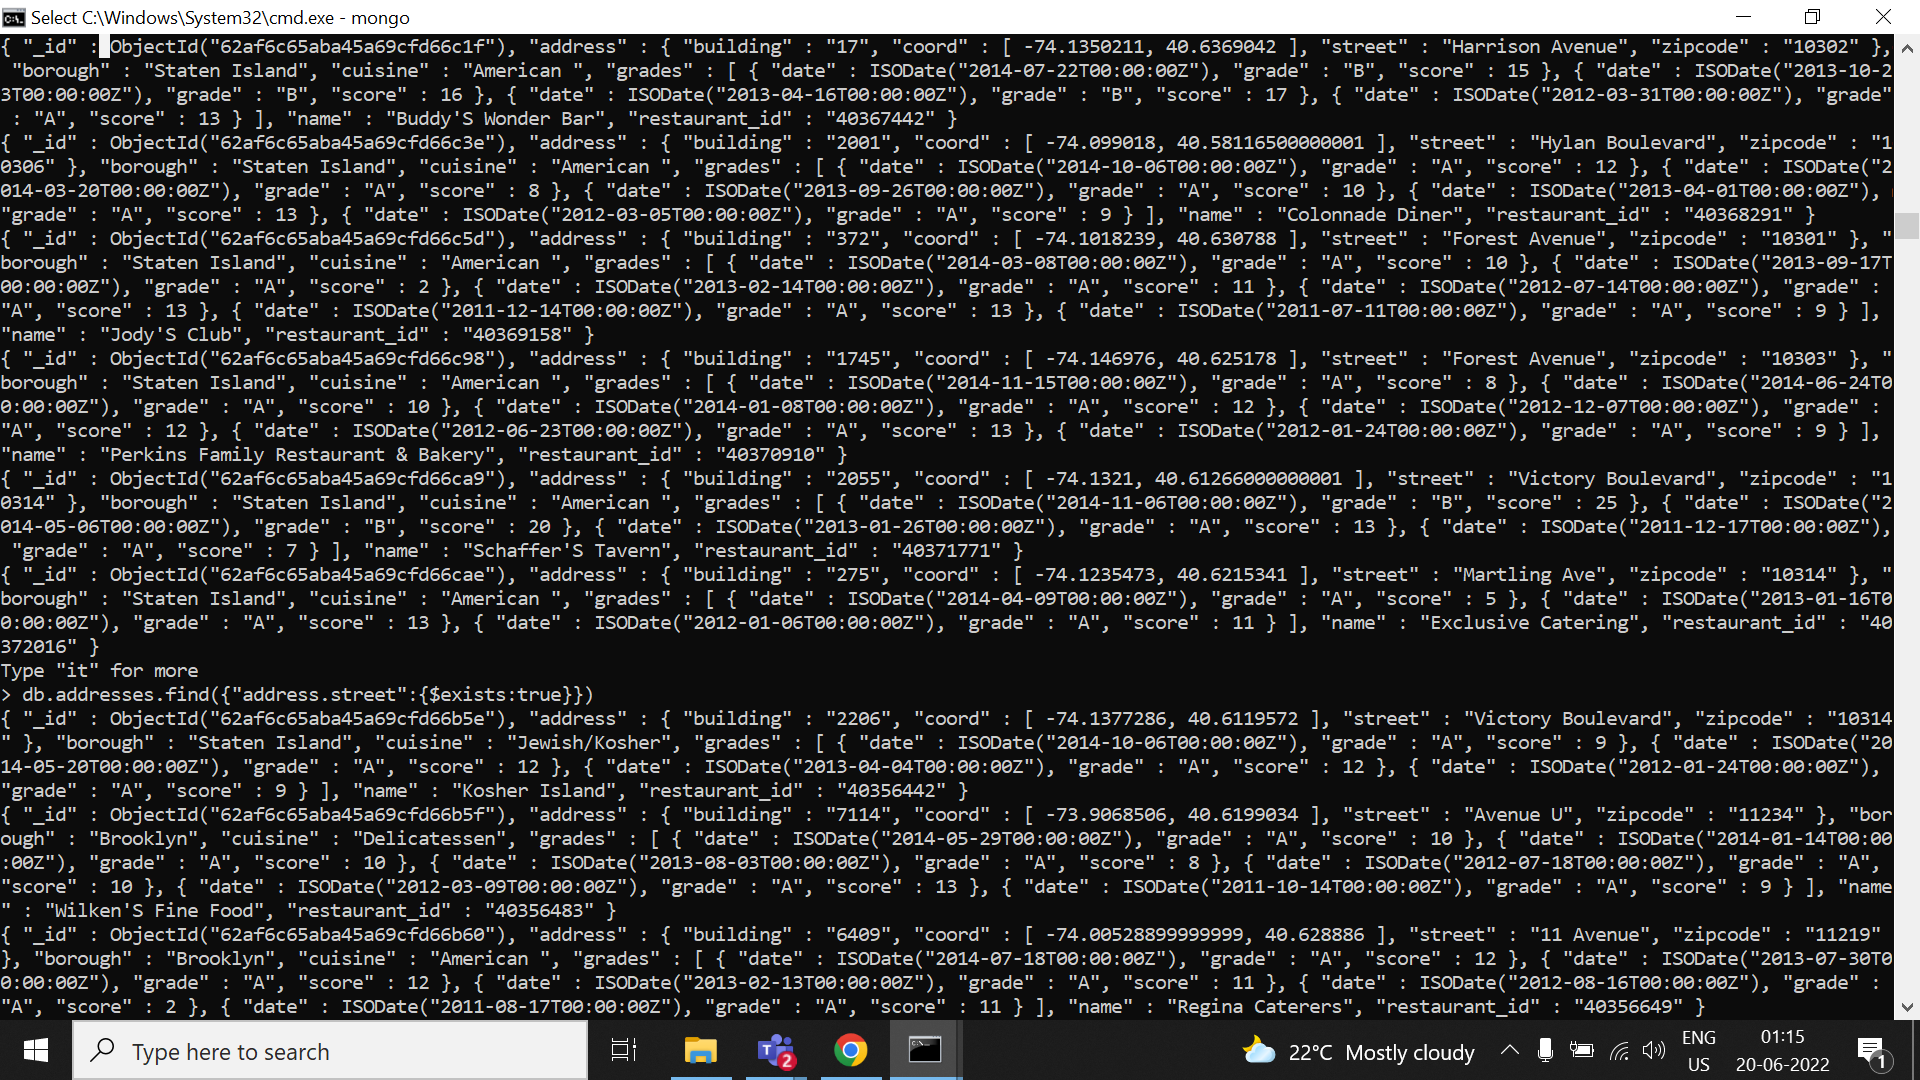 Select C:\Windows\System32\cmd.exe - mongo
{ "_id" : ObjectId("62af6c65aba45a69cfd66c1f"), "address" : { "building" : "17", "coord" : [ -74.1350211, 40.6369042 ], "street" : "Harrison Avenue", "zipcode" : "10302" },
 "borough" : "Staten Island", "cuisine" : "American ", "grades" : [ { "date" : ISODate("2014-07-22T00:00:00Z"), "grade" : "B", "score" : 15 }, { "date" : ISODate("2013-10-2
3T00:00:00Z"), "grade" : "B", "score" : 16 }, { "date" : ISODate("2013-04-16T00:00:00Z"), "grade" : "B", "score" : 17 }, { "date" : ISODate("2012-03-31T00:00:00Z"), "grade"
 : "A", "score" : 13 } ], "name" : "Buddy'S Wonder Bar", "restaurant_id" : "40367442" }
{ "_id" : ObjectId("62af6c65aba45a69cfd66c3e"), "address" : { "building" : "2001", "coord" : [ -74.099018, 40.58116500000001 ], "street" : "Hylan Boulevard", "zipcode" : "1
0306" }, "borough" : "Staten Island", "cuisine" : "American ", "grades" : [ { "date" : ISODate("2014-10-06T00:00:00Z"), "grade" : "A", "score" : 12 }, { "date" : ISODate("2
014-03-20T00:00:00Z"), "grade" : "A", "score" : 8 }, { "date" : ISODate("2013-09-26T00:00:00Z"), "grade" : "A", "score" : 10 }, { "date" : ISODate("2013-04-01T00:00:00Z"),
"grade" : "A", "score" : 13 }, { "date" : ISODate("2012-03-05T00:00:00Z"), "grade" : "A", "score" : 9 } ], "name" : "Colonnade Diner", "restaurant_id" : "40368291" }
{ "_id" : ObjectId("62af6c65aba45a69cfd66c5d"), "address" : { "building" : "372", "coord" : [ -74.1018239, 40.630788 ], "street" : "Forest Avenue", "zipcode" : "10301" }, "
borough" : "Staten Island", "cuisine" : "American ", "grades" : [ { "date" : ISODate("2014-03-08T00:00:00Z"), "grade" : "A", "score" : 10 }, { "date" : ISODate("2013-09-17T
00:00:00Z"), "grade" : "A", "score" : 2 }, { "date" : ISODate("2013-02-14T00:00:00Z"), "grade" : "A", "score" : 11 }, { "date" : ISODate("2012-07-14T00:00:00Z"), "grade" :
"A", "score" : 13 }, { "date" : ISODate("2011-12-14T00:00:00Z"), "grade" : "A", "score" : 13 }, { "date" : ISODate("2011-07-11T00:00:00Z"), "grade" : "A", "score" : 9 } ],
"name" : "Jody'S Club", "restaurant_id" : "40369158" }
{ "_id" : ObjectId("62af6c65aba45a69cfd66c98"), "address" : { "building" : "1745", "coord" : [ -74.146976, 40.625178 ], "street" : "Forest Avenue", "zipcode" : "10303" }, "
borough" : "Staten Island", "cuisine" : "American ", "grades" : [ { "date" : ISODate("2014-11-15T00:00:00Z"), "grade" : "A", "score" : 8 }, { "date" : ISODate("2014-06-24T0
0:00:00Z"), "grade" : "A", "score" : 10 }, { "date" : ISODate("2014-01-08T00:00:00Z"), "grade" : "A", "score" : 12 }, { "date" : ISODate("2012-12-07T00:00:00Z"), "grade" :
"A", "score" : 12 }, { "date" : ISODate("2012-06-23T00:00:00Z"), "grade" : "A", "score" : 13 }, { "date" : ISODate("2012-01-24T00:00:00Z"), "grade" : "A", "score" : 9 } ],
"name" : "Perkins Family Restaurant & Bakery", "restaurant_id" : "40370910" }
{ "_id" : ObjectId("62af6c65aba45a69cfd66ca9"), "address" : { "building" : "2055", "coord" : [ -74.1321, 40.61266000000001 ], "street" : "Victory Boulevard", "zipcode" : "1
0314" }, "borough" : "Staten Island", "cuisine" : "American ", "grades" : [ { "date" : ISODate("2014-11-06T00:00:00Z"), "grade" : "B", "score" : 25 }, { "date" : ISODate("2
014-05-06T00:00:00Z"), "grade" : "B", "score" : 20 }, { "date" : ISODate("2013-01-26T00:00:00Z"), "grade" : "A", "score" : 13 }, { "date" : ISODate("2011-12-17T00:00:00Z"),
 "grade" : "A", "score" : 7 } ], "name" : "Schaffer'S Tavern", "restaurant_id" : "40371771" }
{ "_id" : ObjectId("62af6c65aba45a69cfd66cae"), "address" : { "building" : "275", "coord" : [ -74.1235473, 40.6215341 ], "street" : "Martling Ave", "zipcode" : "10314" }, "
borough" : "Staten Island", "cuisine" : "American ", "grades" : [ { "date" : ISODate("2014-04-09T00:00:00Z"), "grade" : "A", "score" : 5 }, { "date" : ISODate("2013-01-16T0
0:00:00Z"), "grade" : "A", "score" : 13 }, { "date" : ISODate("2012-01-06T00:00:00Z"), "grade" : "A", "score" : 11 } ], "name" : "Exclusive Catering", "restaurant_id" : "40
372016" }
Type "it" for more
> db.addresses.find({"address.street":{$exists:true}})
{ "_id" : ObjectId("62af6c65aba45a69cfd66b5e"), "address" : { "building" : "2206", "coord" : [ -74.1377286, 40.6119572 ], "street" : "Victory Boulevard", "zipcode" : "10314
" }, "borough" : "Staten Island", "cuisine" : "Jewish/Kosher", "grades" : [ { "date" : ISODate("2014-10-06T00:00:00Z"), "grade" : "A", "score" : 9 }, { "date" : ISODate("20
14-05-20T00:00:00Z"), "grade" : "A", "score" : 12 }, { "date" : ISODate("2013-04-04T00:00:00Z"), "grade" : "A", "score" : 12 }, { "date" : ISODate("2012-01-24T00:00:00Z"),
"grade" : "A", "score" : 9 } ], "name" : "Kosher Island", "restaurant_id" : "40356442" }
{ "_id" : ObjectId("62af6c65aba45a69cfd66b5f"), "address" : { "building" : "7114", "coord" : [ -73.9068506, 40.6199034 ], "street" : "Avenue U", "zipcode" : "11234" }, "bor
ough" : "Brooklyn", "cuisine" : "Delicatessen", "grades" : [ { "date" : ISODate("2014-05-29T00:00:00Z"), "grade" : "A", "score" : 10 }, { "date" : ISODate("2014-01-14T00:00
:00Z"), "grade" : "A", "score" : 10 }, { "date" : ISODate("2013-08-03T00:00:00Z"), "grade" : "A", "score" : 8 }, { "date" : ISODate("2012-07-18T00:00:00Z"), "grade" : "A",
"score" : 10 }, { "date" : ISODate("2012-03-09T00:00:00Z"), "grade" : "A", "score" : 13 }, { "date" : ISODate("2011-10-14T00:00:00Z"), "grade" : "A", "score" : 9 } ], "name
" : "Wilken'S Fine Food", "restaurant_id" : "40356483" }
{ "_id" : ObjectId("62af6c65aba45a69cfd66b60"), "address" : { "building" : "6409", "coord" : [ -74.00528899999999, 40.628886 ], "street" : "11 Avenue", "zipcode" : "11219"
}, "borough" : "Brooklyn", "cuisine" : "American ", "grades" : [ { "date" : ISODate("2014-07-18T00:00:00Z"), "grade" : "A", "score" : 12 }, { "date" : ISODate("2013-07-30T0
0:00:00Z"), "grade" : "A", "score" : 12 }, { "date" : ISODate("2013-02-13T00:00:00Z"), "grade" : "A", "score" : 11 }, { "date" : ISODate("2012-08-16T00:00:00Z"), "grade" :
"A", "score" : 2 }, { "date" : ISODate("2011-08-17T00:00:00Z"), "grade" : "A", "score" : 11 } ], "name" : "Regina Caterers", "restaurant_id" : "40356649" }
Type here to search
2
22°C Mostly cloudy
ENG
US
01:15
20-06-2022
1